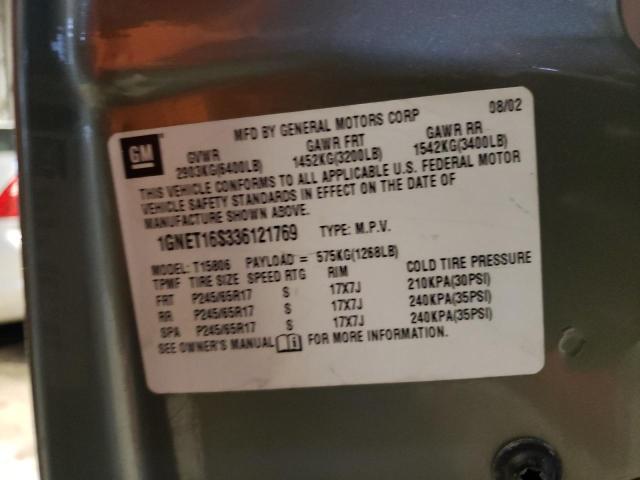 GM
MFD BY GENERAL MOTORS CORP 08/02
GVWR GAWR FRT GAWR RR
2903KG(6400LB) 1452KG(3200LB) 1542KG(3400LB)
THIS VEHICLE CONFORMS TO ALL APPLICABLE U.S. FEDERAL MOTOR
VEHICLE SAFETY STANDARDS IN EFFECT ON THE DATE OF
MANUFACTURE SHOWN ABOVE.
1GNET16S336121769 TYPE: M.P.V.
MODEL: T15806 PAYLOAD = 575KG(1268LB)
TPMF TIRE SIZE SPEED RTG RIM COLD TIRE PRESSURE
FRT P245/65R17 S 17X7J 210KPA(30PSI)
RR P245/65R17 S 17X7J 240KPA(35PSI)
SPA P245/65R17 S 17X7J 240KPA(35PSI)
SEE OWNER'S MANUAL FOR MORE INFORMATION.